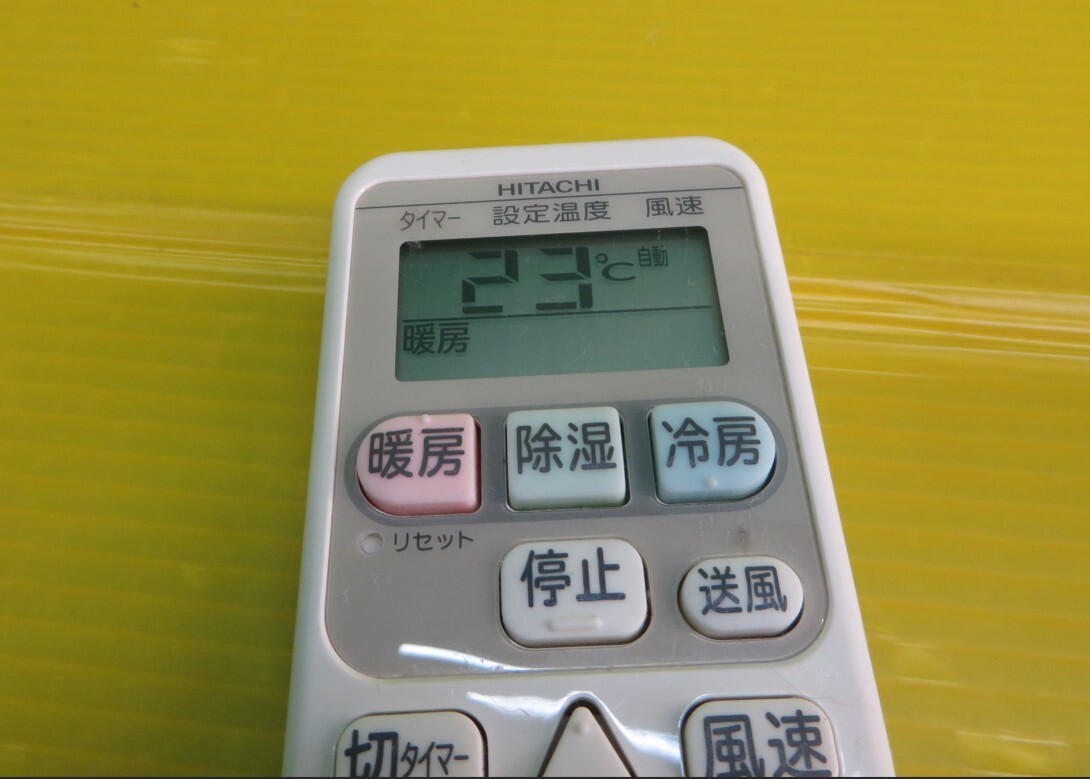 HITACHI
タイマー 設定温度 風速
23℃ 自動
暖房
暖房 除湿 冷房
リセット
停止 送風
切タイマー 風速